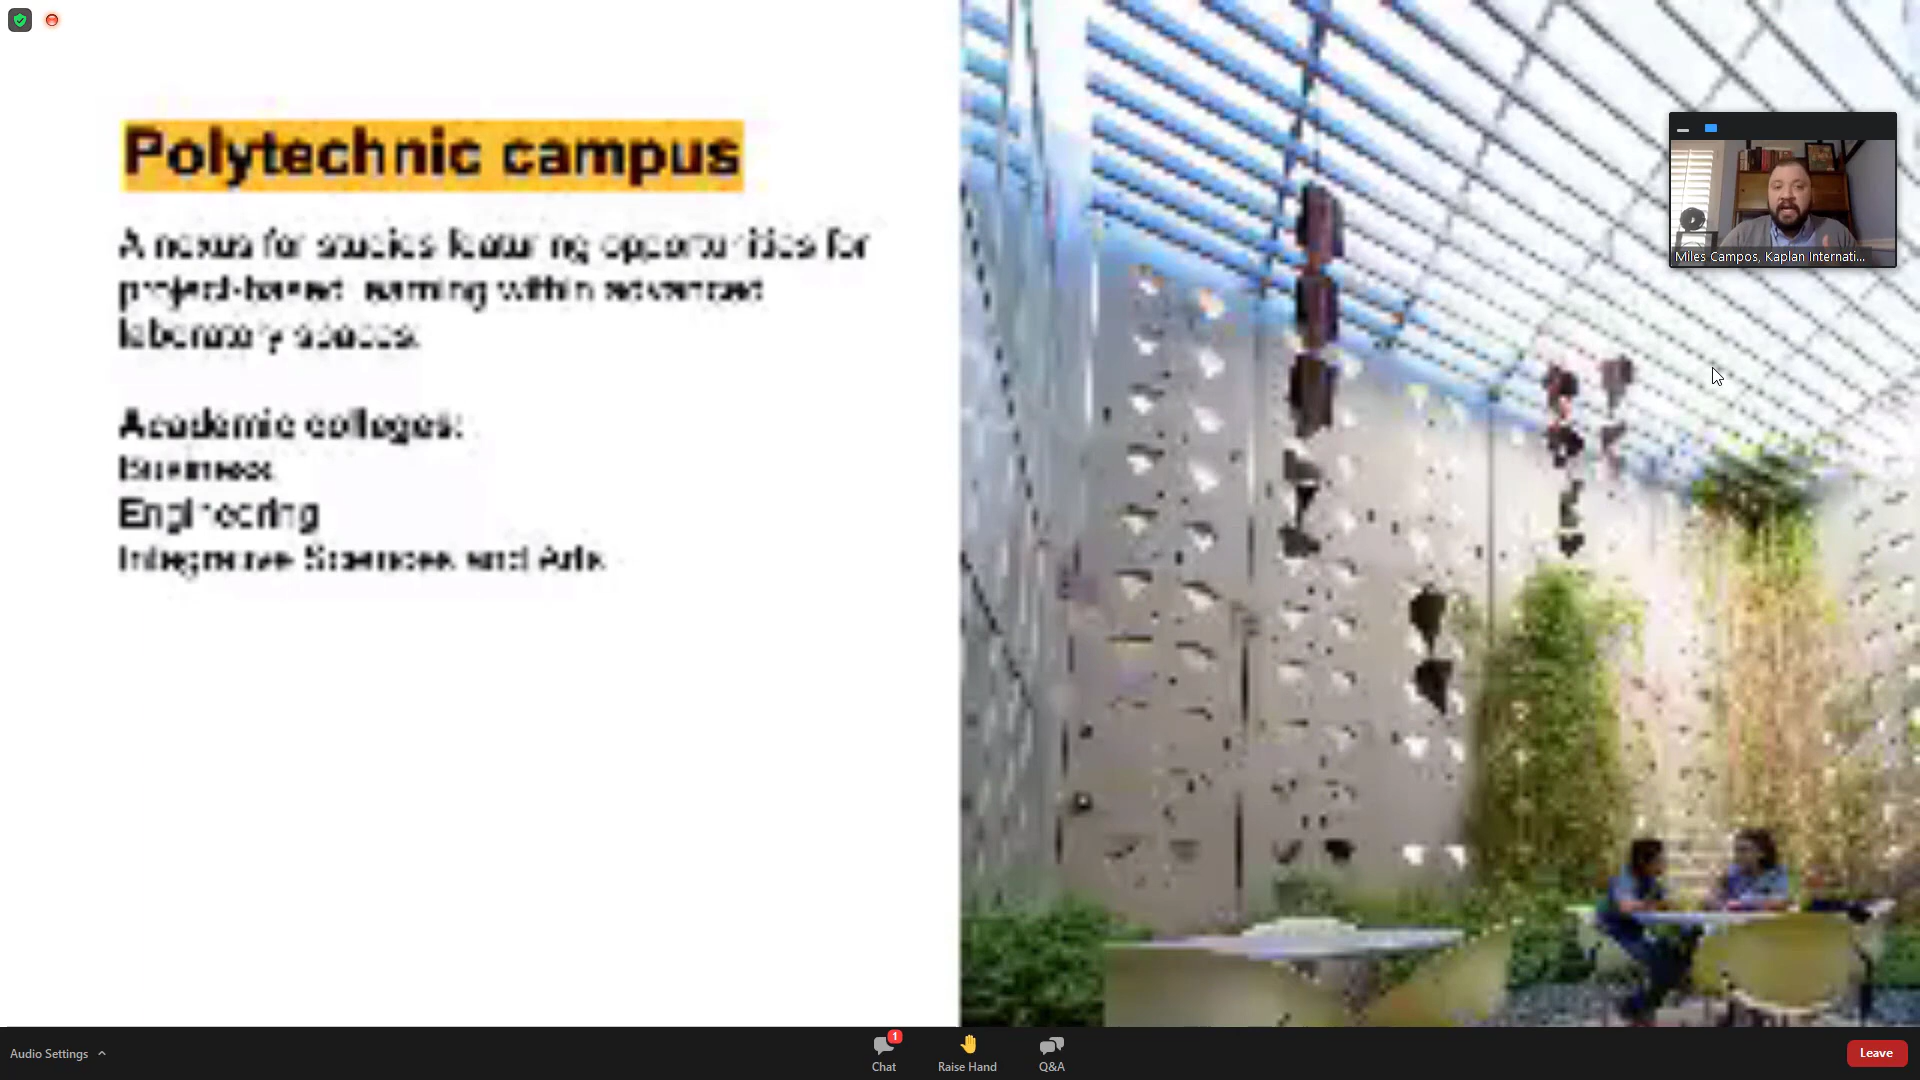 Polytechnic campus
A nexus for studies featuring opportunities for
project-based learning within advanced
laboratory spaces.
Academic colleges:
Business
Engineering
Integrative Sciences and Arts
Miles Campos, Kaplan Internati...
Audio Settings
1
Chat
Raise Hand
Q&A
Leave